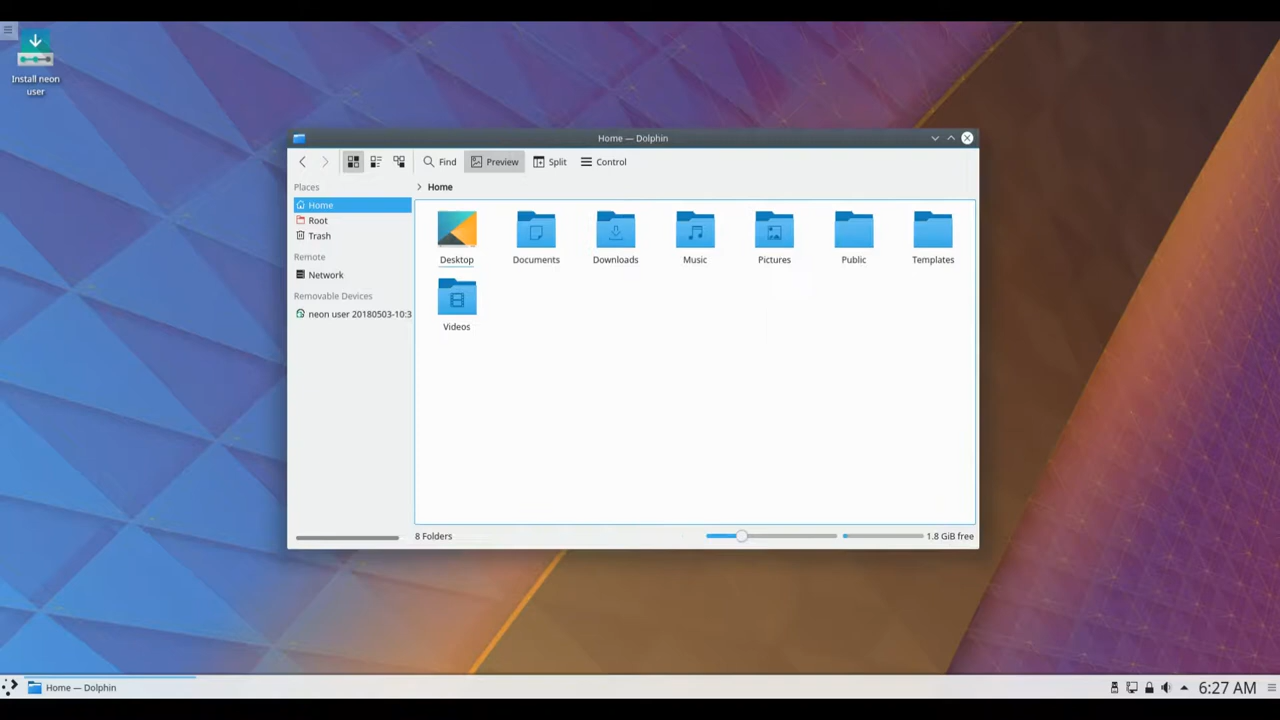 Install neon
user
Home — Dolphin
Find
Preview
Split
Control
Places
Home
Root
Trash
Remote
Network
Removable Devices
neon user 20180503-10:3
Home
Desktop
Documents
Downloads
Music
Pictures
Public
Templates
Videos
8 Folders
1.8 GiB free
Home — Dolphin
6:27 AM